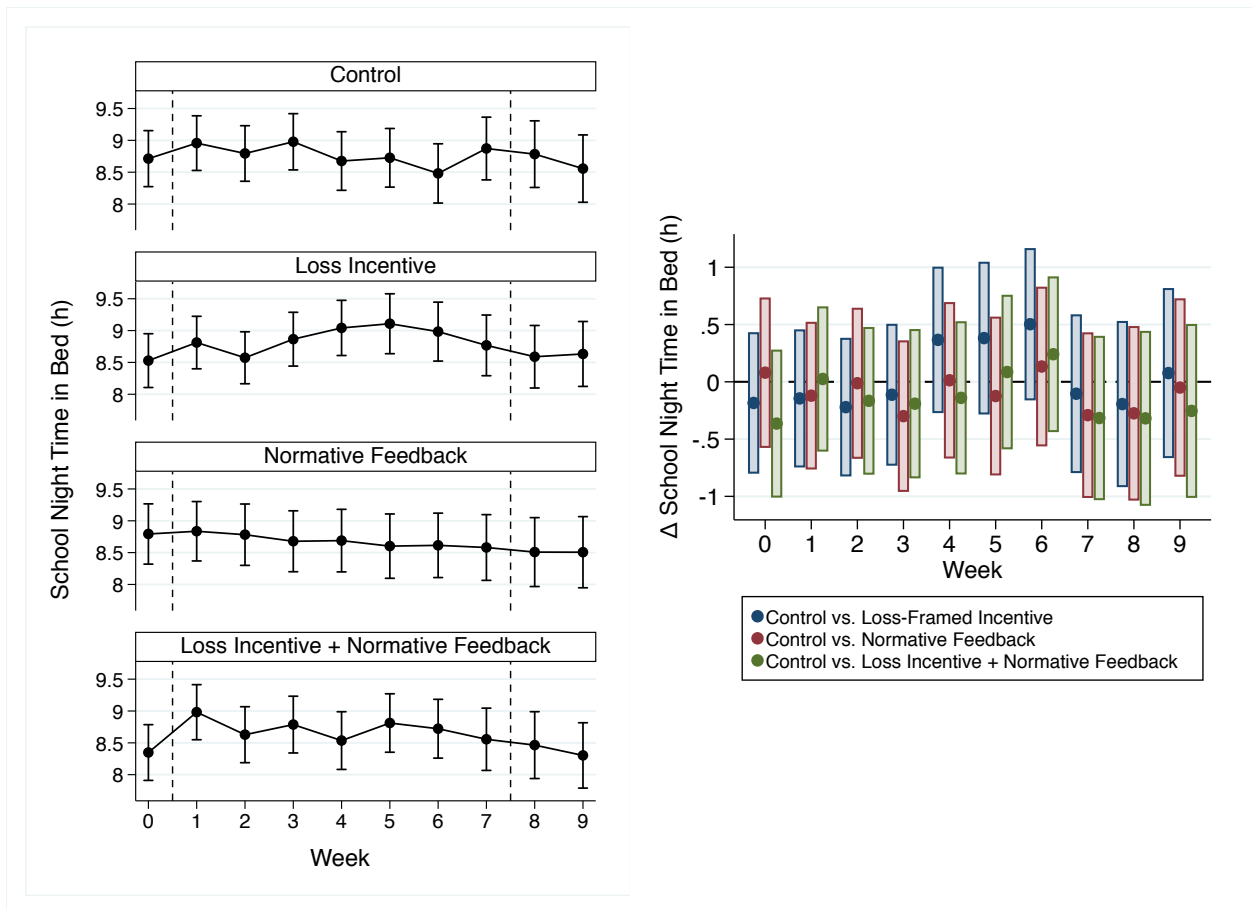 Control
9.5
9
8.5
8
Loss Incentive
9.5
9
8.5
8
Normative Feedback
9.5
9
8.5
8
Loss Incentive + Normative Feedback
9.5
9
8.5
8
0 1 2 3 4 5 6 7 8 9
Week
School Night Time in Bed (h)
Δ School Night Time in Bed (h)
1
.5
0
-.5
-1
0 1 2 3 4 5 6 7 8 9
Week
Control vs. Loss-Framed Incentive
Control vs. Normative Feedback
Control vs. Loss Incentive + Normative Feedback